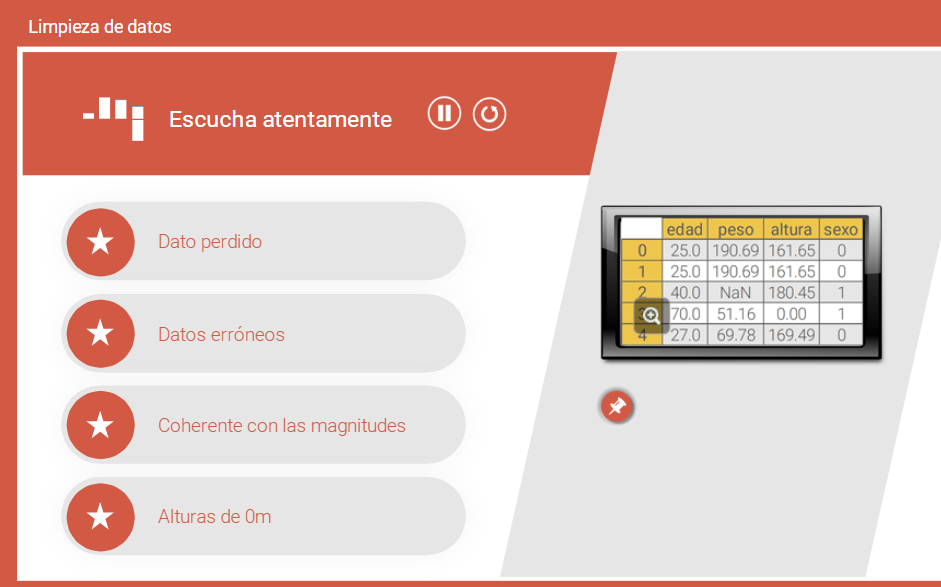 Limpieza de datos
Escucha atentamente
Dato perdido
Datos erróneos
Coherente con las magnitudes
Alturas de 0m
edad peso altura sexo
0 25.0 190.69 161.65 0
1 25.0 190.69 161.65 0
2 40.0 NaN 180.45 1
3 70.0 51.16 0.00 1
4 27.0 69.78 169.49 0